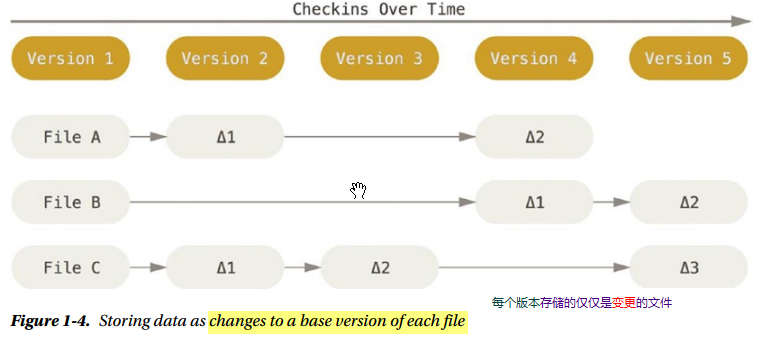 Checkins Over Time
Version 1 Version 2 Version 3 Version 4 Version 5
File A Δ1 Δ2
File B Δ1 Δ2
File C Δ1 Δ2 Δ3
每个版本存储的仅仅是变更的文件
Figure 1-4. Storing data as changes to a base version of each file